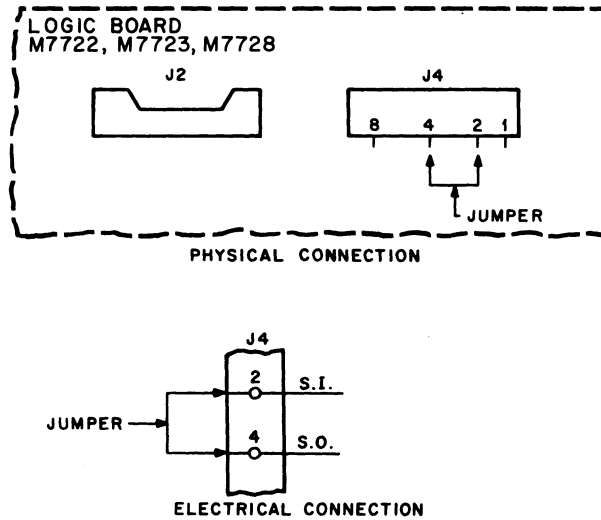 LOGIC BOARD
M7722, M7723, M7728
J2
J4
8 4 2 1
JUMPER
PHYSICAL CONNECTION
J4
2 S.I.
JUMPER
4 S.O.
ELECTRICAL CONNECTION